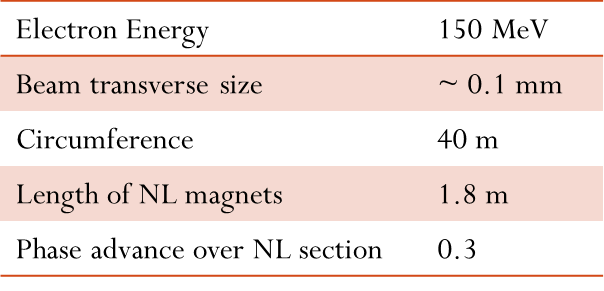 Electron Energy 150 MeV
Beam transverse size ~ 0.1 mm
Circumference 40 m
Length of NL magnets 1.8 m
Phase advance over NL section 0.3